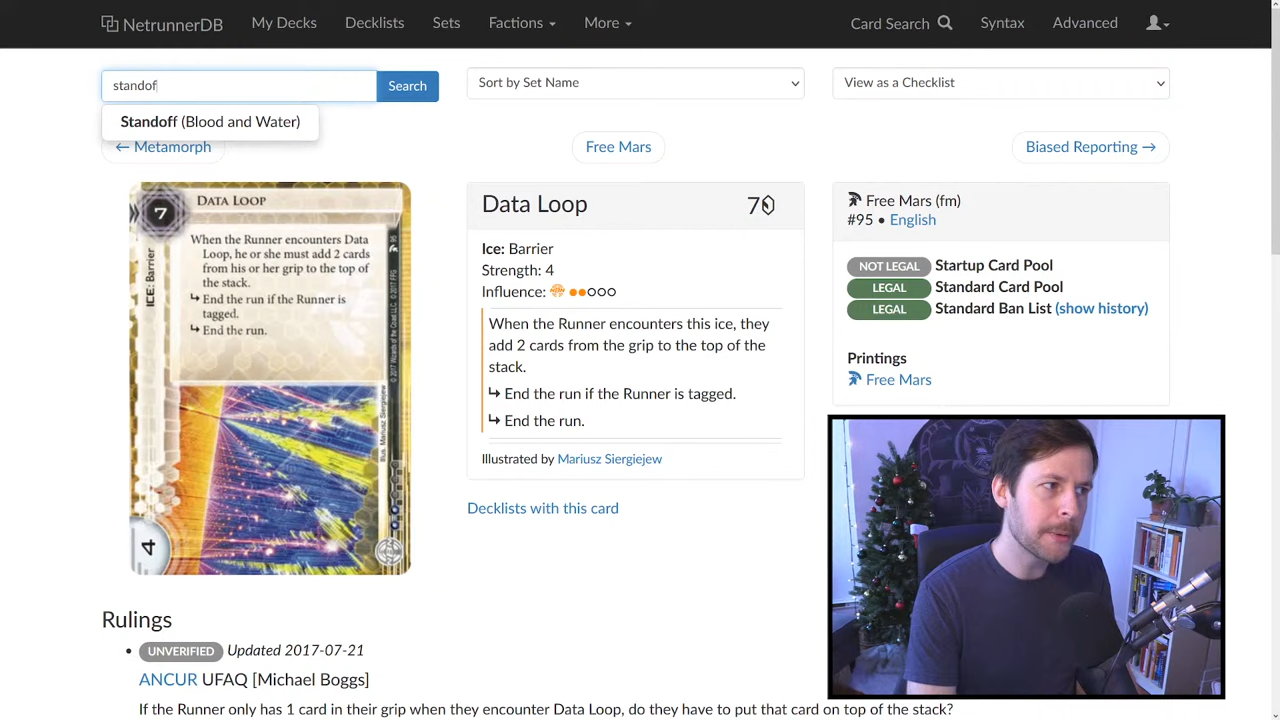 NetrunnerDB My Decks Decklists Sets Factions More Card Search Syntax Advanced
standof Search
Sort by Set Name
View as a Checklist
Standoff (Blood and Water)
← Metamorph
Free Mars
Biased Reporting →
7
DATA LOOP
ICE: Barrier
When the Runner encounters Data
Loop, he or she must add 2 cards
from his or her grip to the top of
the stack.
↳ End the run if the Runner is
tagged.
↳ End the run.
4
Data Loop 7
Ice: Barrier
Strength: 4
Influence:
When the Runner encounters this ice, they
add 2 cards from the grip to the top of the
stack.
↳ End the run if the Runner is tagged.
↳ End the run.
Illustrated by Mariusz Siergiejew
Decklists with this card
Free Mars (fm)
#95 • English
NOT LEGAL Startup Card Pool
LEGAL Standard Card Pool
LEGAL Standard Ban List (show history)
Printings
Free Mars
Rulings
• UNVERIFIED Updated 2017-07-21
ANCUR UFAQ [Michael Boggs]
If the Runner only has 1 card in their grip when they encounter Data Loop, do they have to put that card on top of the stack?